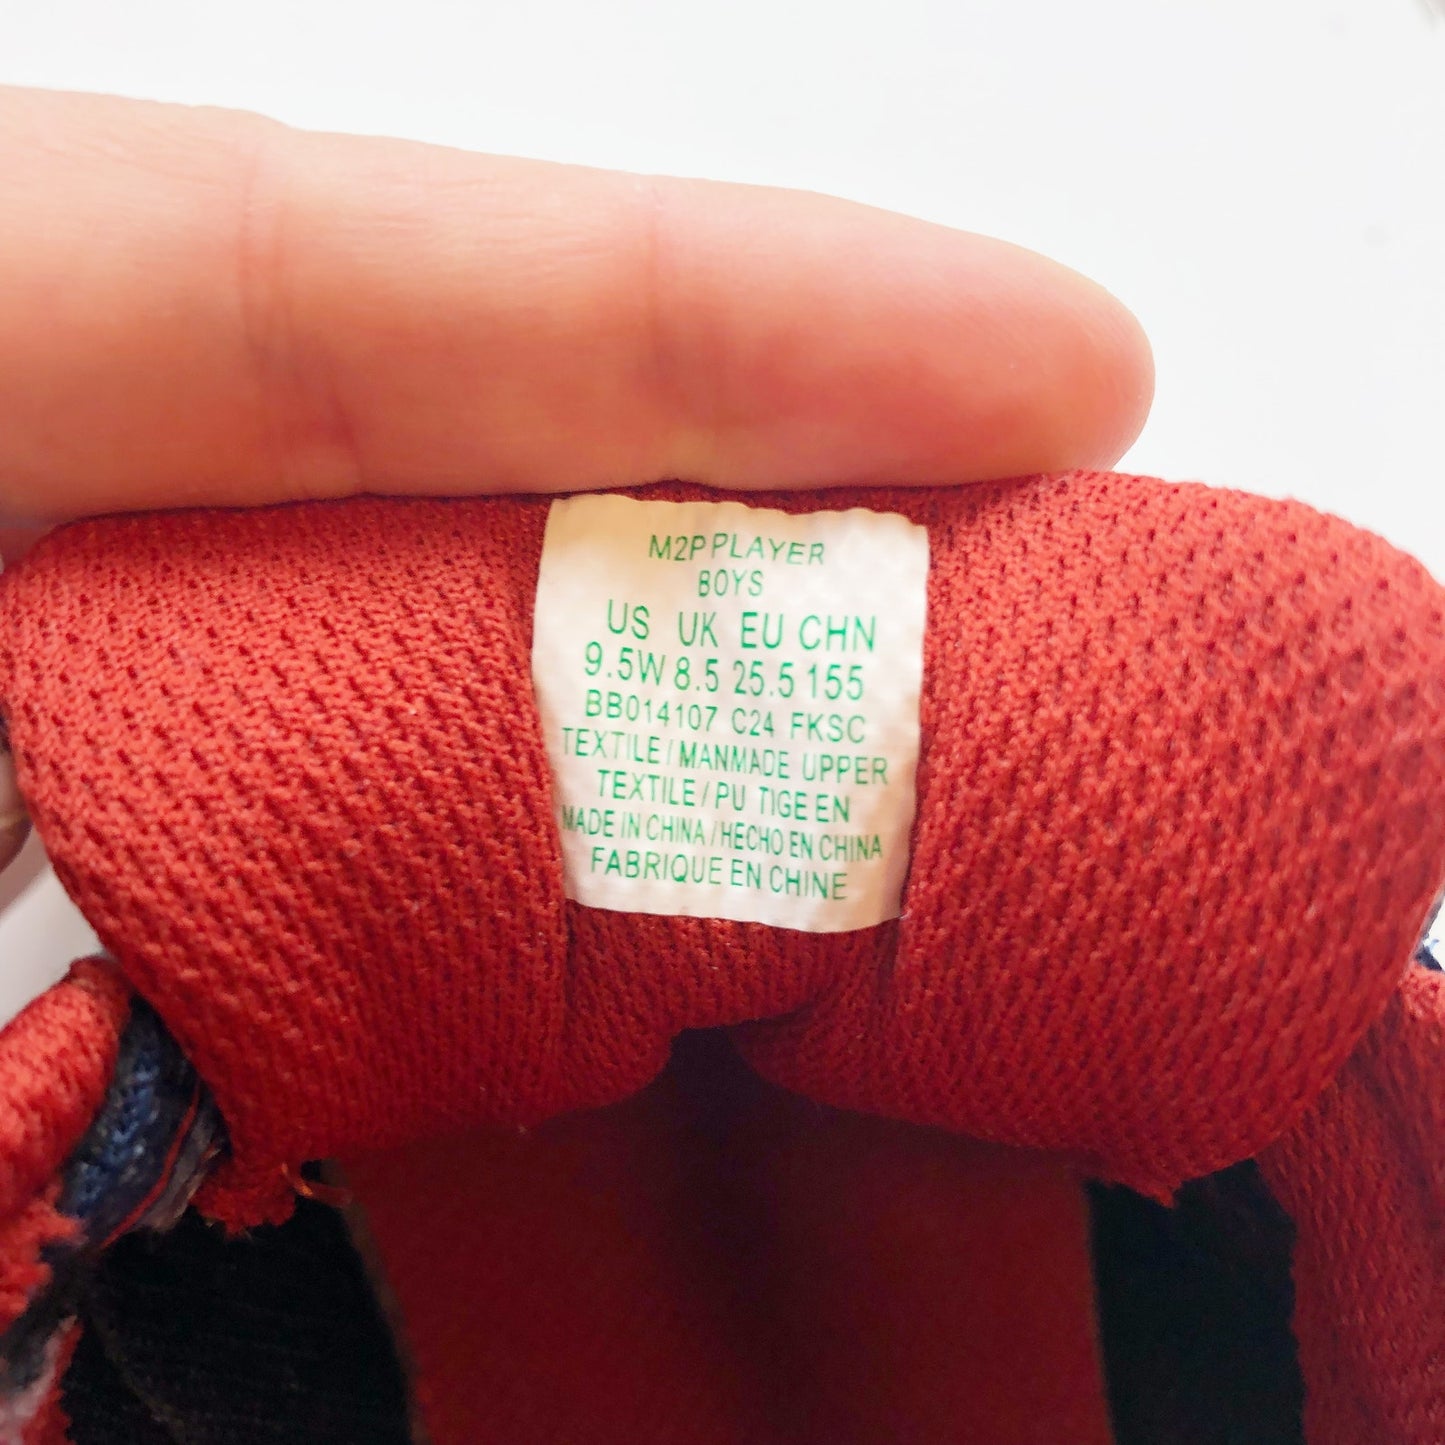 M2P PLAYER
BOYS
US UK EU CHN
9.5W 8.5 25.5 155
BB014107 C24 FKSC
TEXTILE / MANMADE UPPER
TEXTILE / PU TIGE EN
MADE IN CHINA / HECHO EN CHINA
FABRIQUE EN CHINE